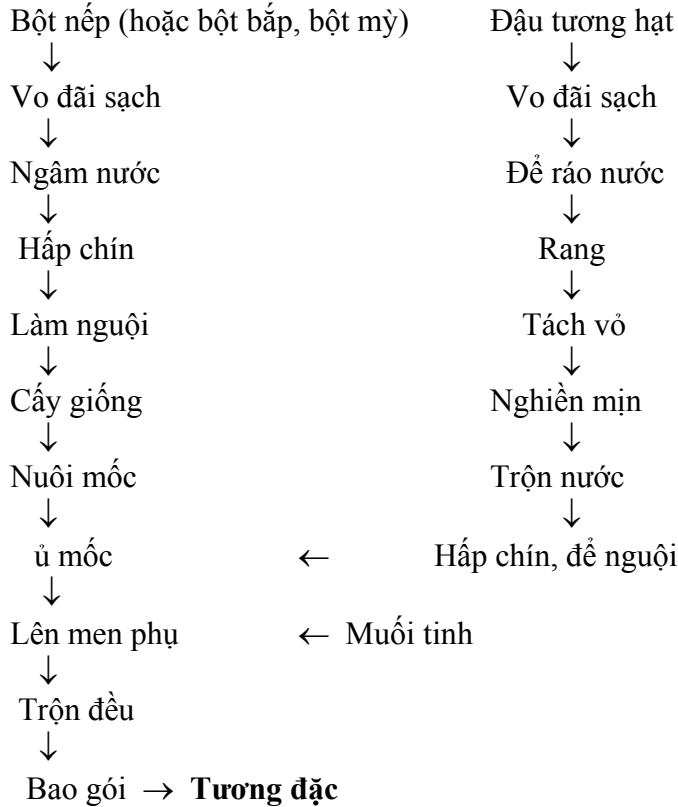 Bột nếp (hoặc bột bắp, bột mỳ) Đậu tương hạt
↓ ↓
Vo đãi sạch Vo đãi sạch
↓ ↓
Ngâm nước Để ráo nước
↓ ↓
Hấp chín Rang
↓ ↓
Làm nguội Tách vỏ
↓ ↓
Cấy giống Nghiền mịn
↓ ↓
Nuôi mốc Trộn nước
↓ ↓
ủ mốc ← Hấp chín, để nguội
↓
Lên men phụ ← Muối tinh
↓
Trộn đều
↓
Bao gói → Tương đặc